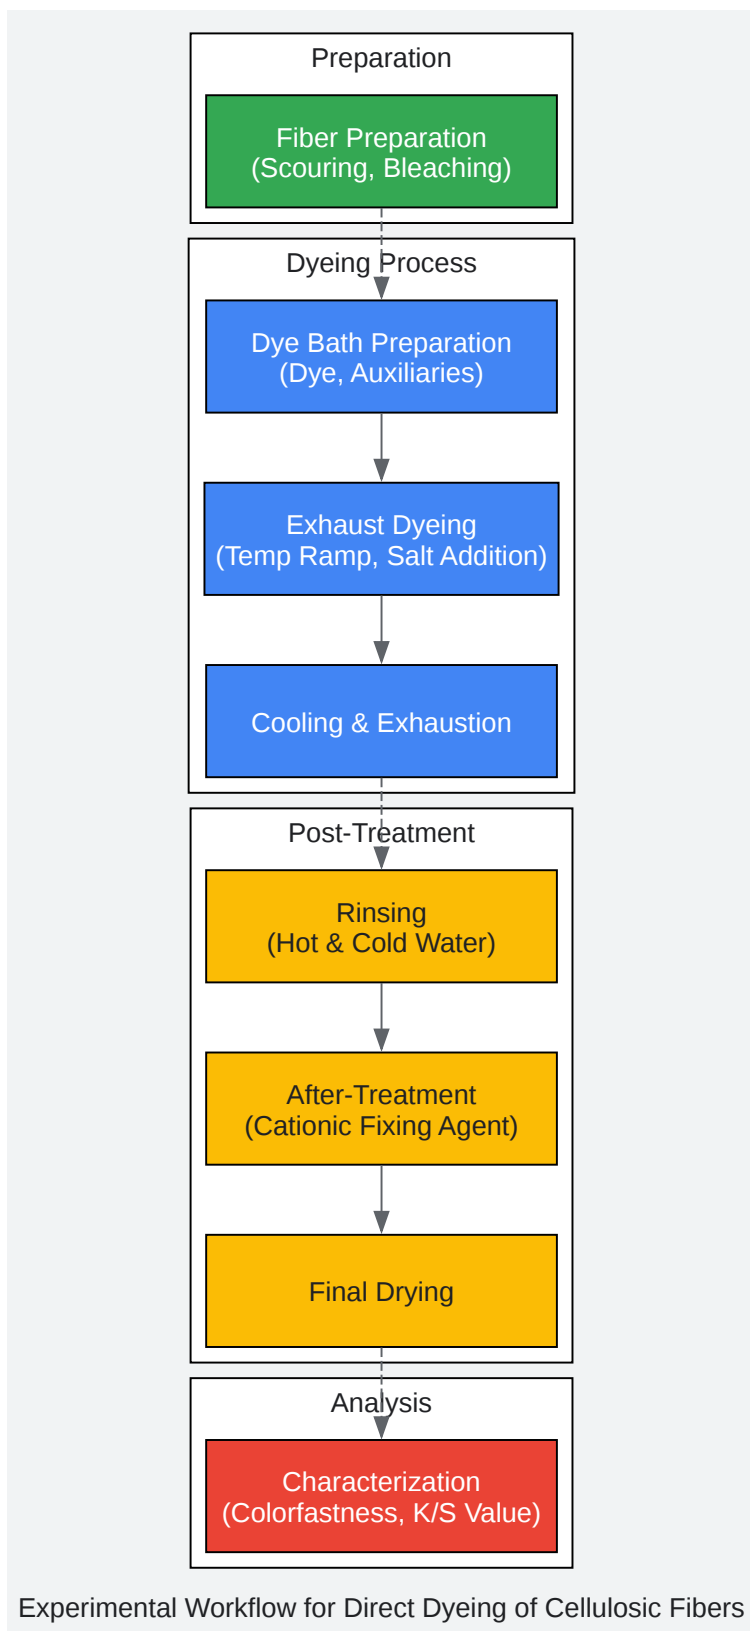 Preparation
Fiber Preparation
(Scouring, Bleaching)
Dyeing Process
Dye Bath Preparation
(Dye, Auxiliaries)
Exhaust Dyeing
(Temp Ramp, Salt Addition)
Cooling & Exhaustion
Post-Treatment
Rinsing
(Hot & Cold Water)
After-Treatment
(Cationic Fixing Agent)
Final Drying
Analysis
Characterization
(Colorfastness, K/S Value)
Experimental Workflow for Direct Dyeing of Cellulosic Fibers